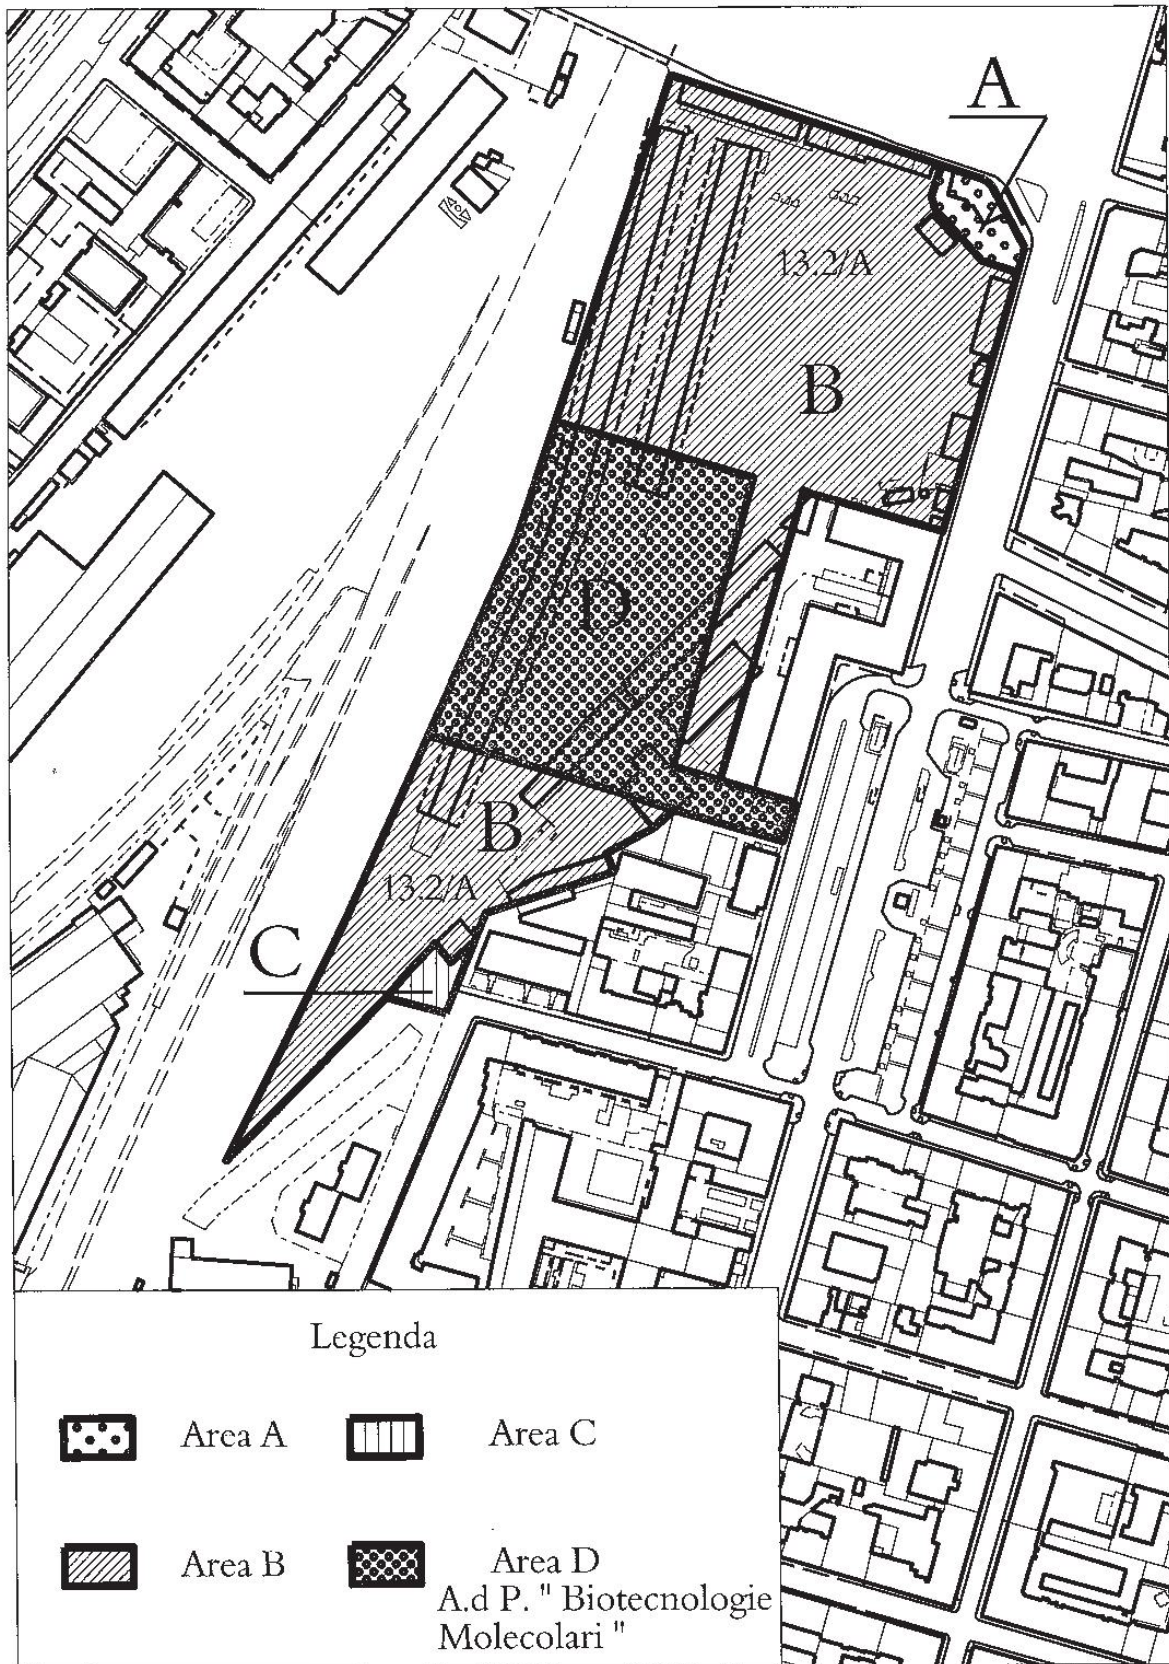 A
13.2/A
B
D
B
13.2/A
C
Legenda
Area A
Area C
Area B
Area D
A.d P. " Biotecnologie
Molecolari "